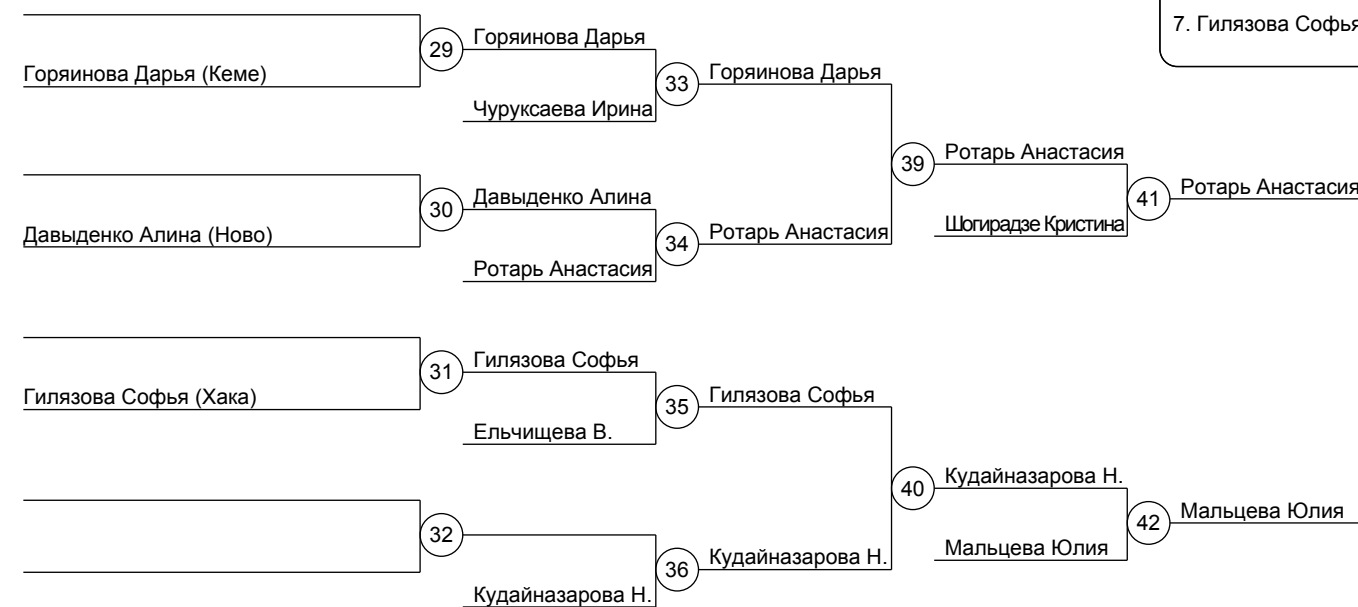 7. Гилязова Софья
29
Горяинова Дарья
Горяинова Дарья (Кеме)
33
Горяинова Дарья
Чуруксаева Ирина
39
Ротарь Анастасия
30
Давыденко Алина
41
Ротарь Анастасия
Давыденко Алина (Ново)
34
Ротарь Анастасия
Шогирадзе Кристина
Ротарь Анастасия
31
Гилязова Софья
Гилязова Софья (Хака)
35
Гилязова Софья
Ельчищева В.
40
Кудайназарова Н.
42
Мальцева Юлия
32
Мальцева Юлия
36
Кудайназарова Н.
Кудайназарова Н.